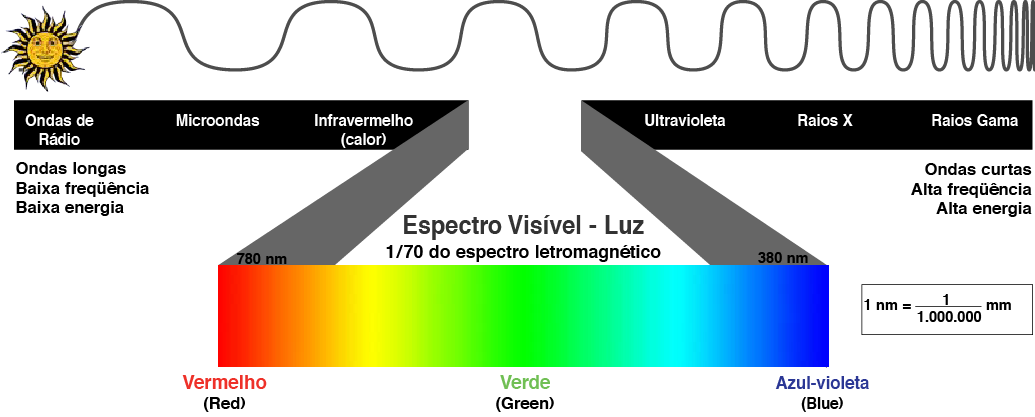 Ondas de
Rádio
Microondas
Infravermelho
(calor)
Ultravioleta
Raios X
Raios Gama
Ondas longas
Baixa freqüência
Baixa energia
Ondas curtas
Alta freqüência
Alta energia
Espectro Visível - Luz
1/70 do espectro letromagnético
780 nm
380 nm
1 nm = 1/1.000.000 mm
Vermelho
(Red)
Verde
(Green)
Azul-violeta
(Blue)